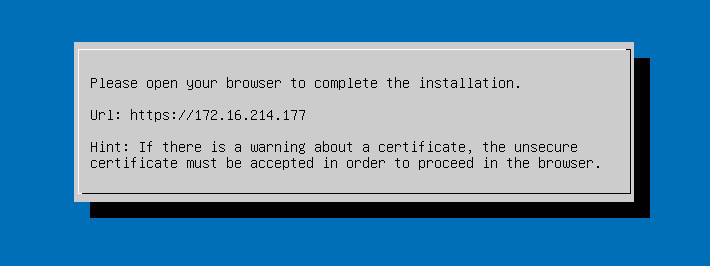 Please open your browser to complete the installation.
Url: https://172.16.214.177
Hint: If there is a warning about a certificate, the unsecure
certificate must be accepted in order to proceed in the browser.